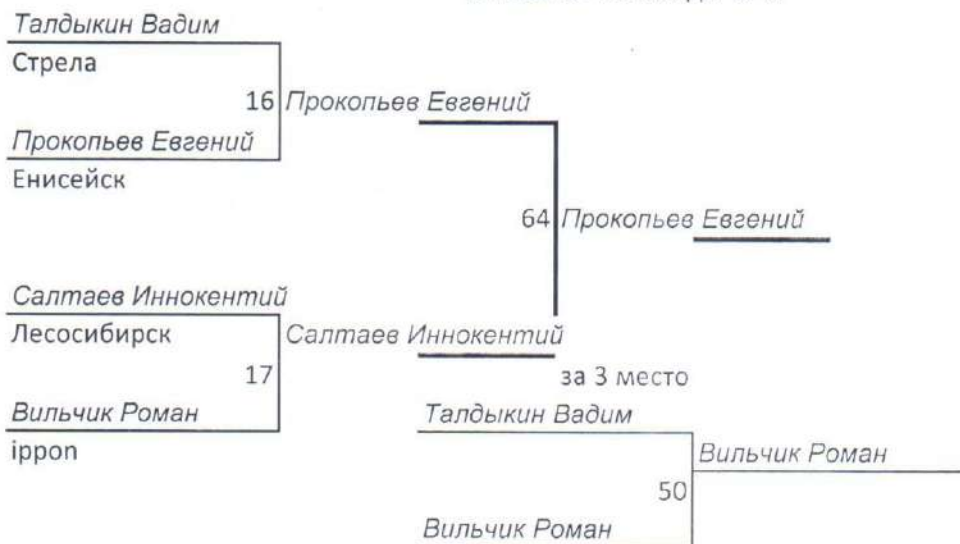 Талдыкин Вадим
Стрела
16 Прокопьев Евгений
Прокопьев Евгений
Енисейск
64 Прокопьев Евгений
Салтаев Иннокентий
Лесосибирск
Салтаев Иннокентий
17
за 3 место
Вильчик Роман
Талдыкин Вадим
ippon
Вильчик Роман
50
Вильчик Роман